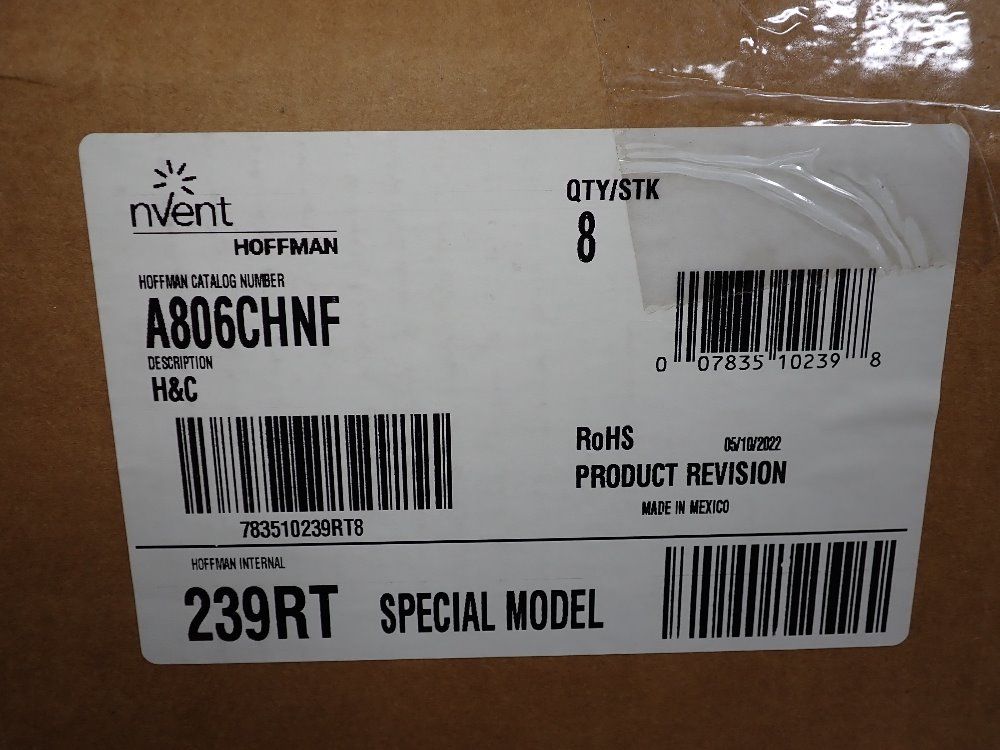 nVent
HOFFMAN
HOFFMAN CATALOG NUMBER
A806CHNF
DESCRIPTION
H&C
783510239RT8
QTY/STK
8
0 07835 10239 8
RoHS 05/10/2022
PRODUCT REVISION
MADE IN MEXICO
HOFFMAN INTERNAL
239RT SPECIAL MODEL